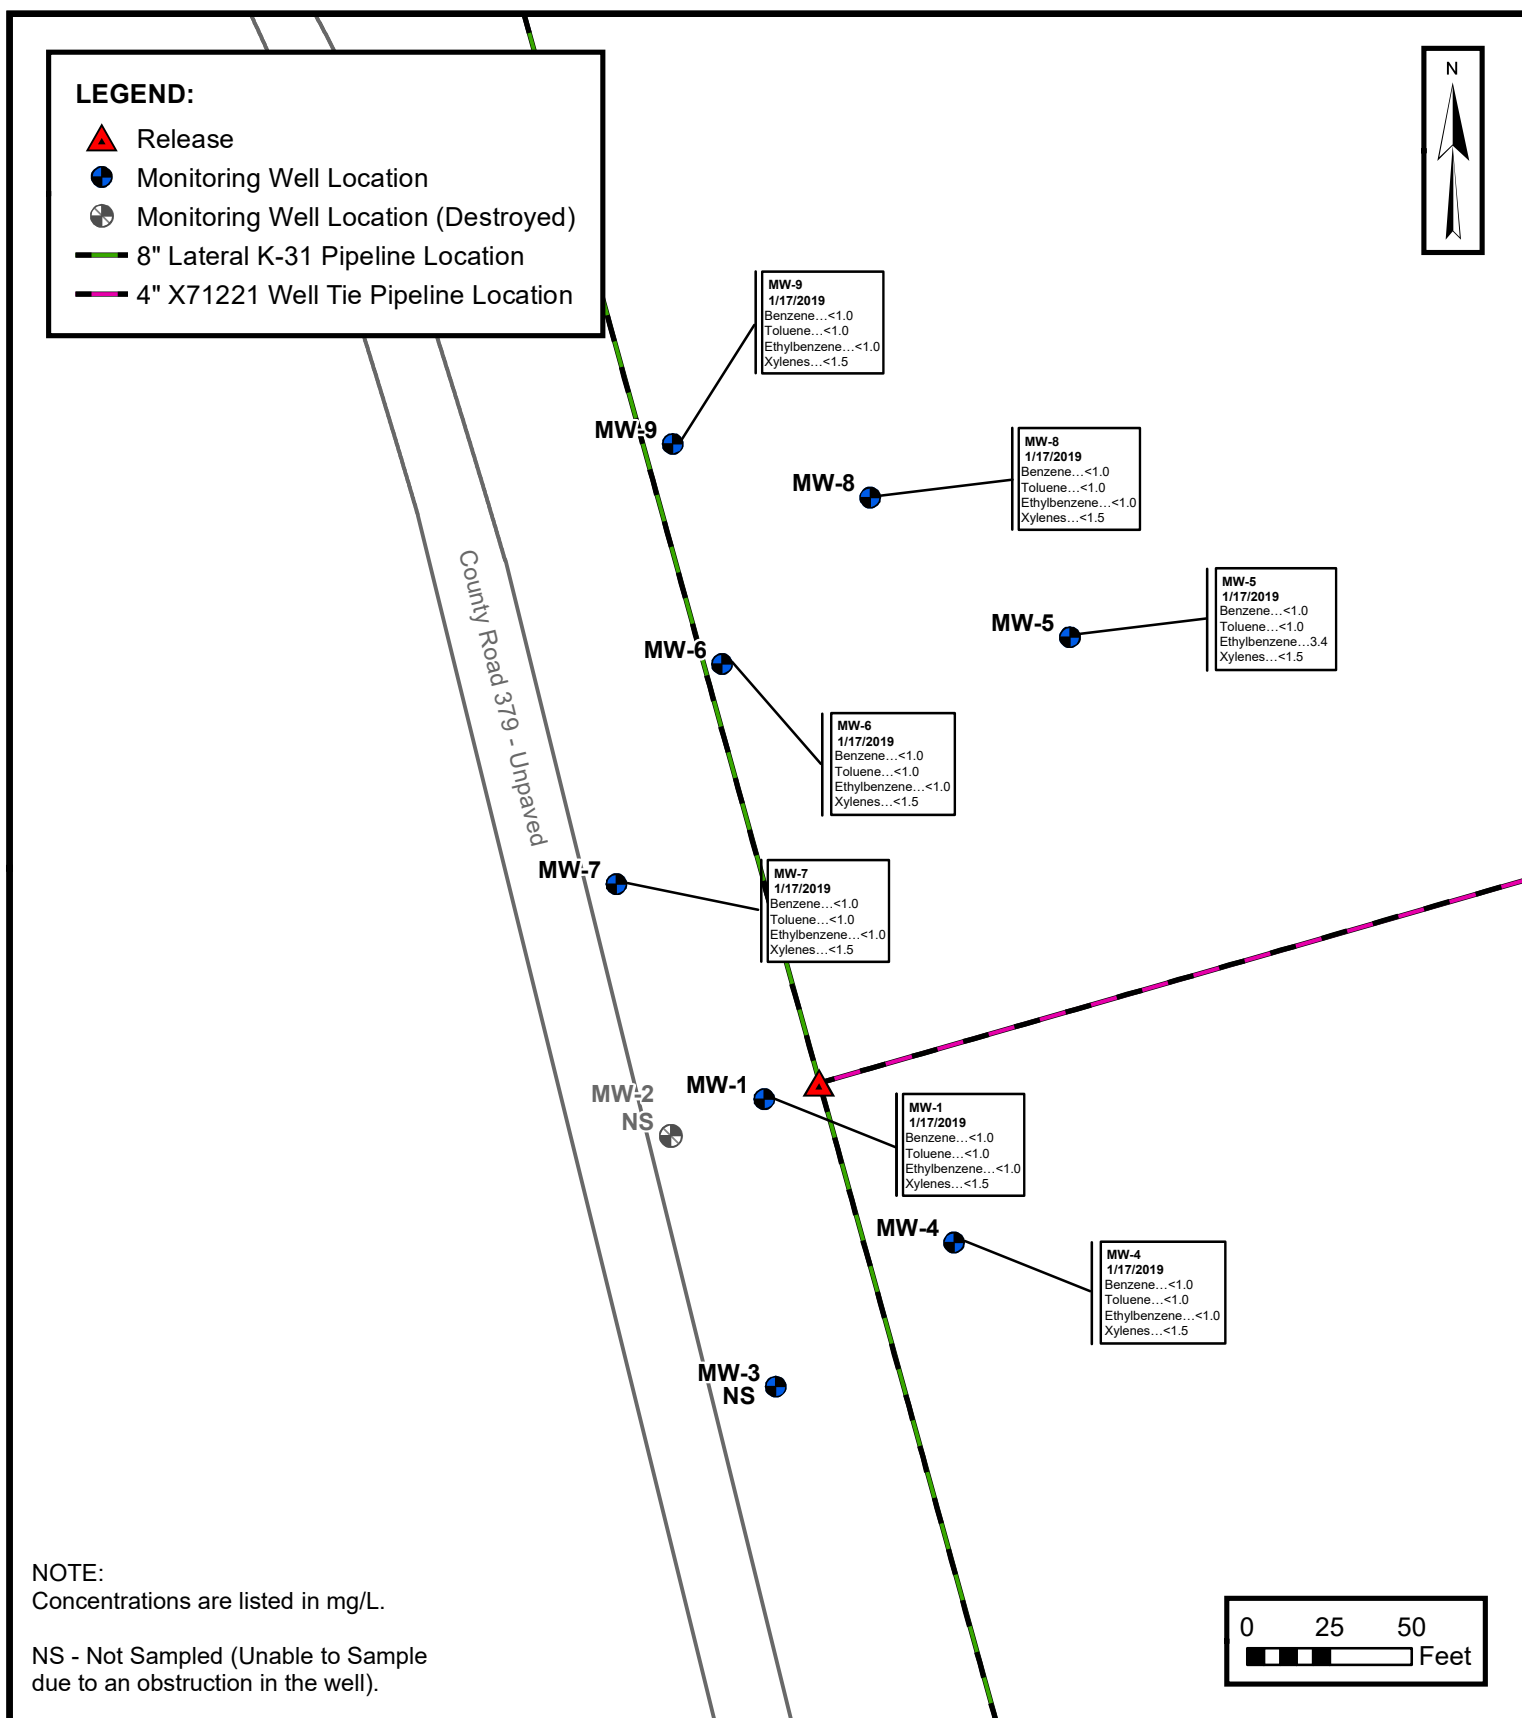 N
LEGEND:
Release
Monitoring Well Location
Monitoring Well Location (Destroyed)
8" Lateral K-31 Pipeline Location
4" X71221 Well Tie Pipeline Location
MW-9
1/17/2019
Benzene...<1.0
Toluene...<1.0
Ethylbenzene...<1.0
Xylenes...<1.5
MW-9
MW-8
1/17/2019
Benzene...<1.0
Toluene...<1.0
Ethylbenzene...<1.0
Xylenes...<1.5
MW-8
MW-5
1/17/2019
Benzene...<1.0
Toluene...<1.0
Ethylbenzene...3.4
Xylenes...<1.5
MW-5
County Road 379 - Unpaved
MW-6
MW-6
1/17/2019
Benzene...<1.0
Toluene...<1.0
Ethylbenzene...<1.0
Xylenes...<1.5
MW-7
MW-7
1/17/2019
Benzene...<1.0
Toluene...<1.0
Ethylbenzene...<1.0
Xylenes...<1.5
MW-2
NS
MW-1
MW-1
1/17/2019
Benzene...<1.0
Toluene...<1.0
Ethylbenzene...<1.0
Xylenes...<1.5
MW-4
MW-4
1/17/2019
Benzene...<1.0
Toluene...<1.0
Ethylbenzene...<1.0
Xylenes...<1.5
MW-3
NS
NOTE:
Concentrations are listed in mg/L.
NS - Not Sampled (Unable to Sample
due to an obstruction in the well).
0 25 50
Feet